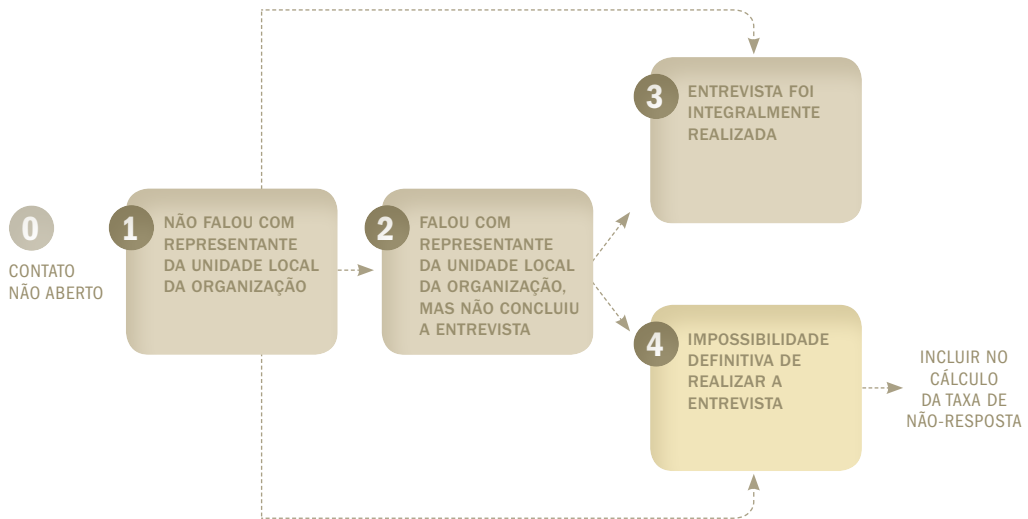 0
CONTATO
NÃO ABERTO
1
NÃO FALOU COM
REPRESENTANTE
DA UNIDADE LOCAL
DA ORGANIZAÇÃO
2
FALOU COM
REPRESENTANTE
DA UNIDADE LOCAL
DA ORGANIZAÇÃO,
MAS NÃO CONCLUIU
A ENTREVISTA
3
ENTREVISTA FOI
INTEGRALMENTE
REALIZADA
4
IMPOSSIBILIDADE
DEFINITIVA DE
REALIZAR A
ENTREVISTA
INCLUIR NO
CÁLCULO
DA TAXA DE
NÃO-RESPOSTA